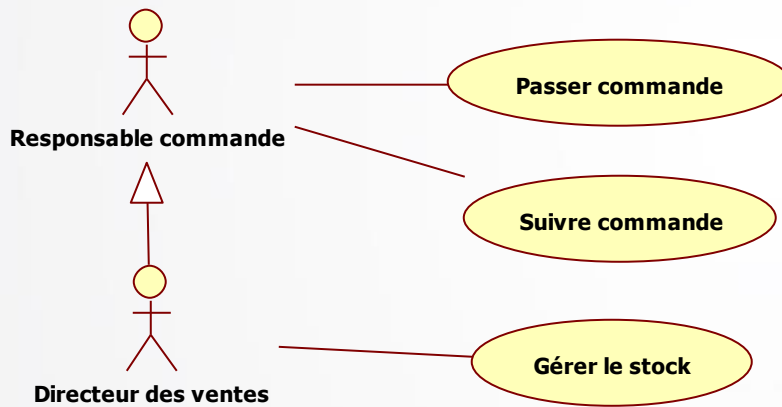 Passer commande
Responsable commande
Suivre commande
Gérer le stock
Directeur des ventes